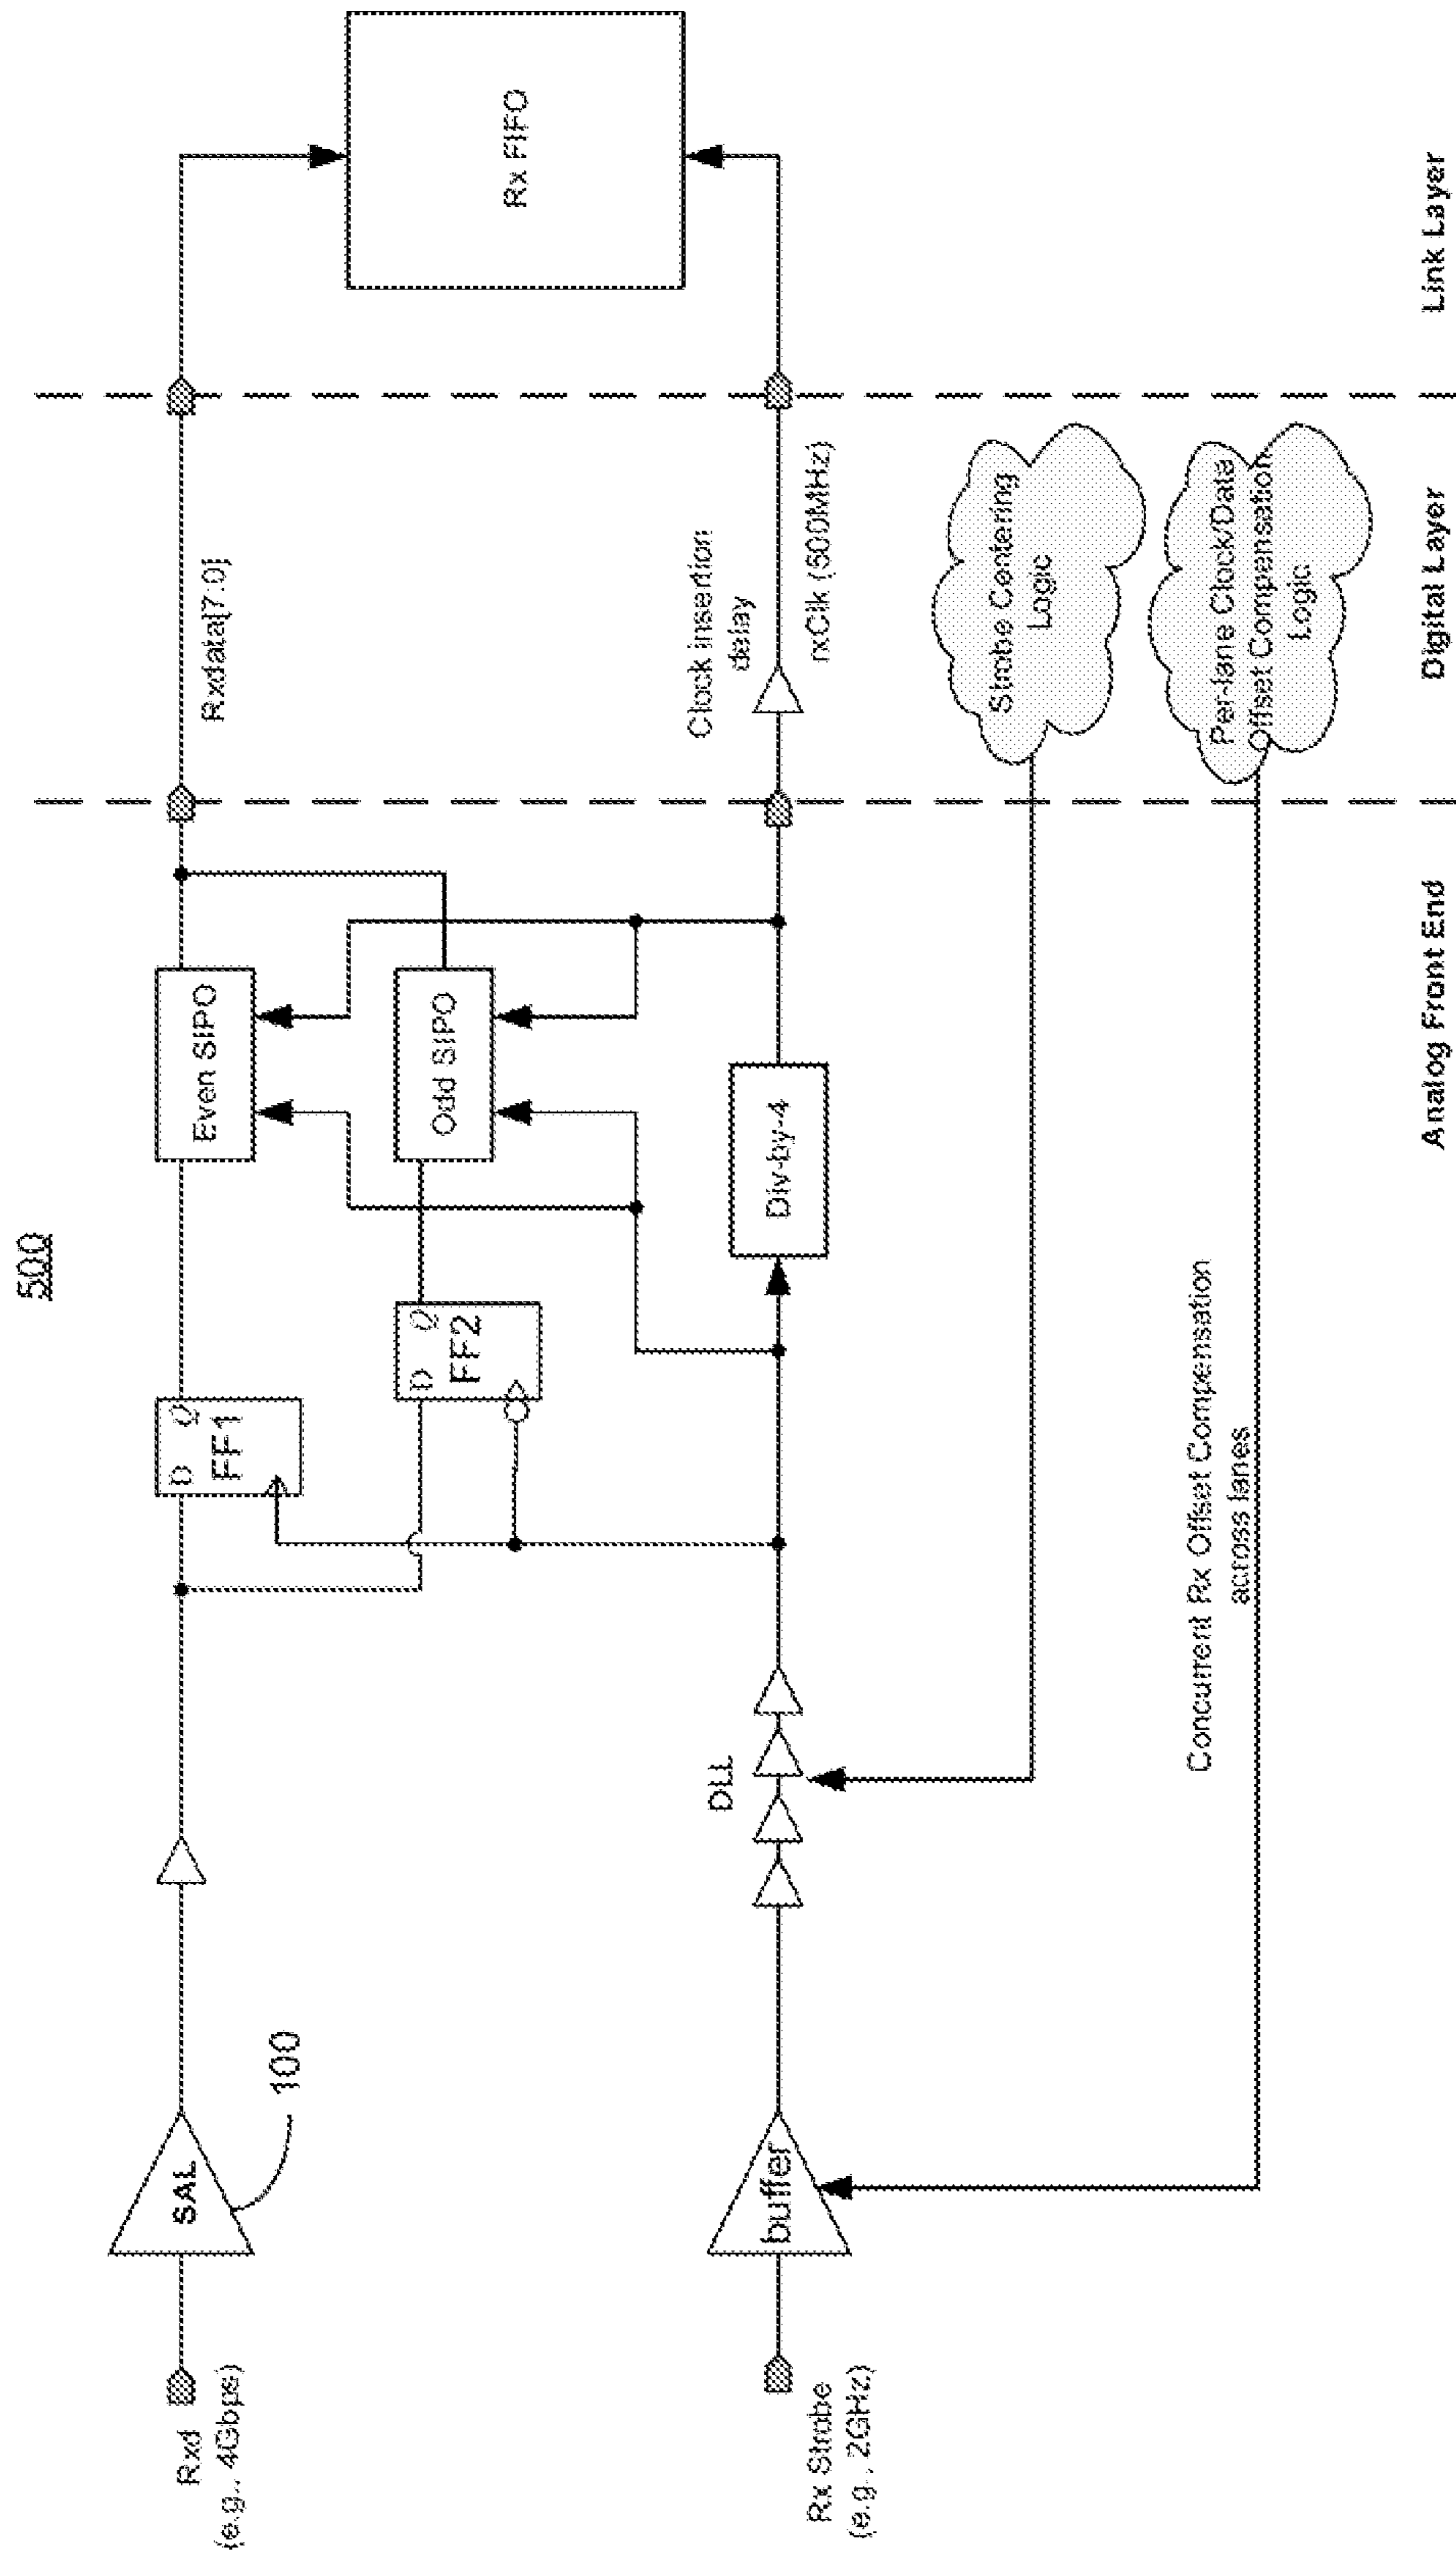 500
Rxd
(e.g., 4Gbps)
SAL
100
D Q
FF1
Even SIPO
Rxdata[7:0]
Rx FIFO
D Q
FF2
Odd SIPO
Rx Strobe
(e.g., 2GHz)
buffer
DLL
Div-by-4
Clock insertion
delay
rxClk (500MHz)
Strobe Centering
Logic
Concurrent Rx Offset Compensation
across lanes
Per-lane Clock/Data
Offset Compensation
Logic
Analog Front End
Digital Layer
Link Layer